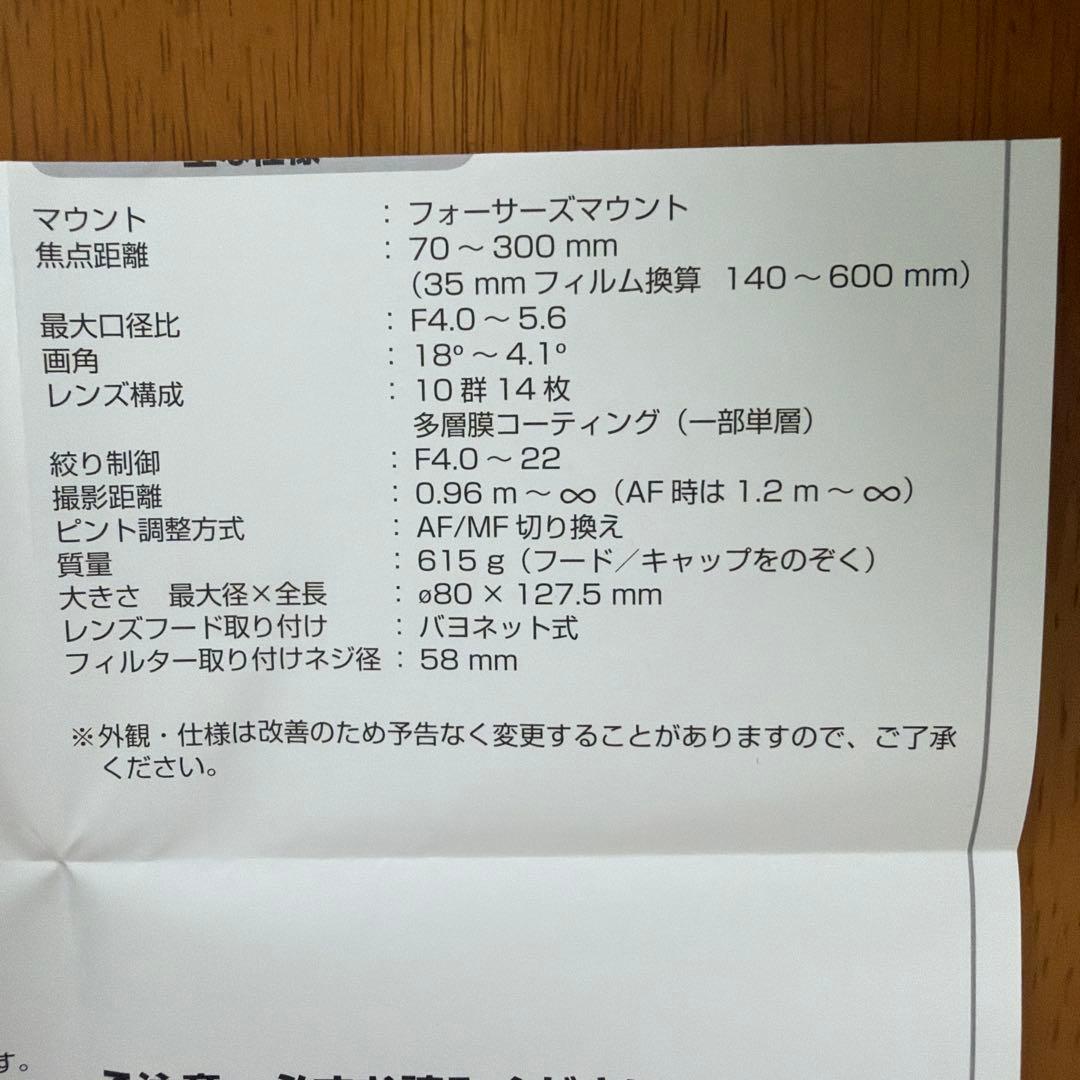 マウント : フォーサーズマウント
焦点距離 : 70 ～ 300 mm
（35 mm フィルム換算 140 ～ 600 mm）
最大口径比 : F4.0 ～ 5.6
画角 : 18º ～ 4.1º
レンズ構成 : 10 群 14 枚
多層膜コーティング（一部単層）
絞り制御 : F4.0 ～ 22
撮影距離 : 0.96 m ～ ∞（AF 時は 1.2 m ～ ∞）
ピント調整方式 : AF/MF 切り換え
質量 : 615 g（フード／キャップをのぞく）
大きさ 最大径×全長 : ø80 × 127.5 mm
レンズフード取り付け : バヨネット式
フィルター取り付けネジ径 : 58 mm
※外観・仕様は改善のため予告なく変更することがありますので、ご了承
ください。
す。